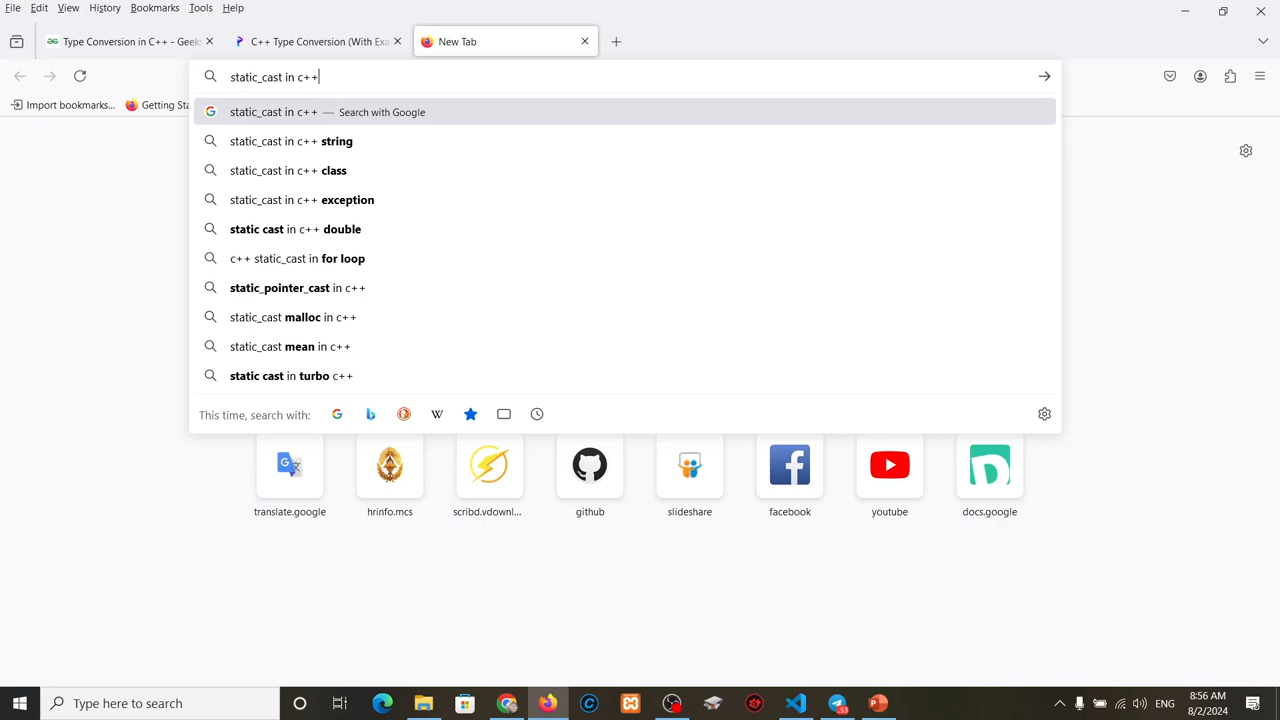 File Edit View History Bookmarks Tools Help
Type Conversion in C++ - Geek
C++ Type Conversion (With Exa
New Tab
static_cast in c++
Import bookmarks...
Getting Sta
static_cast in c++ — Search with Google
static_cast in c++ string
static_cast in c++ class
static_cast in c++ exception
static cast in c++ double
c++ static_cast in for loop
static_pointer_cast in c++
static_cast malloc in c++
static_cast mean in c++
static cast in turbo c++
This time, search with:
translate.google hrinfo.mcs scribd.vdownl... github slideshare facebook youtube docs.google
Type here to search
53
ENG
8:56 AM
8/2/2024